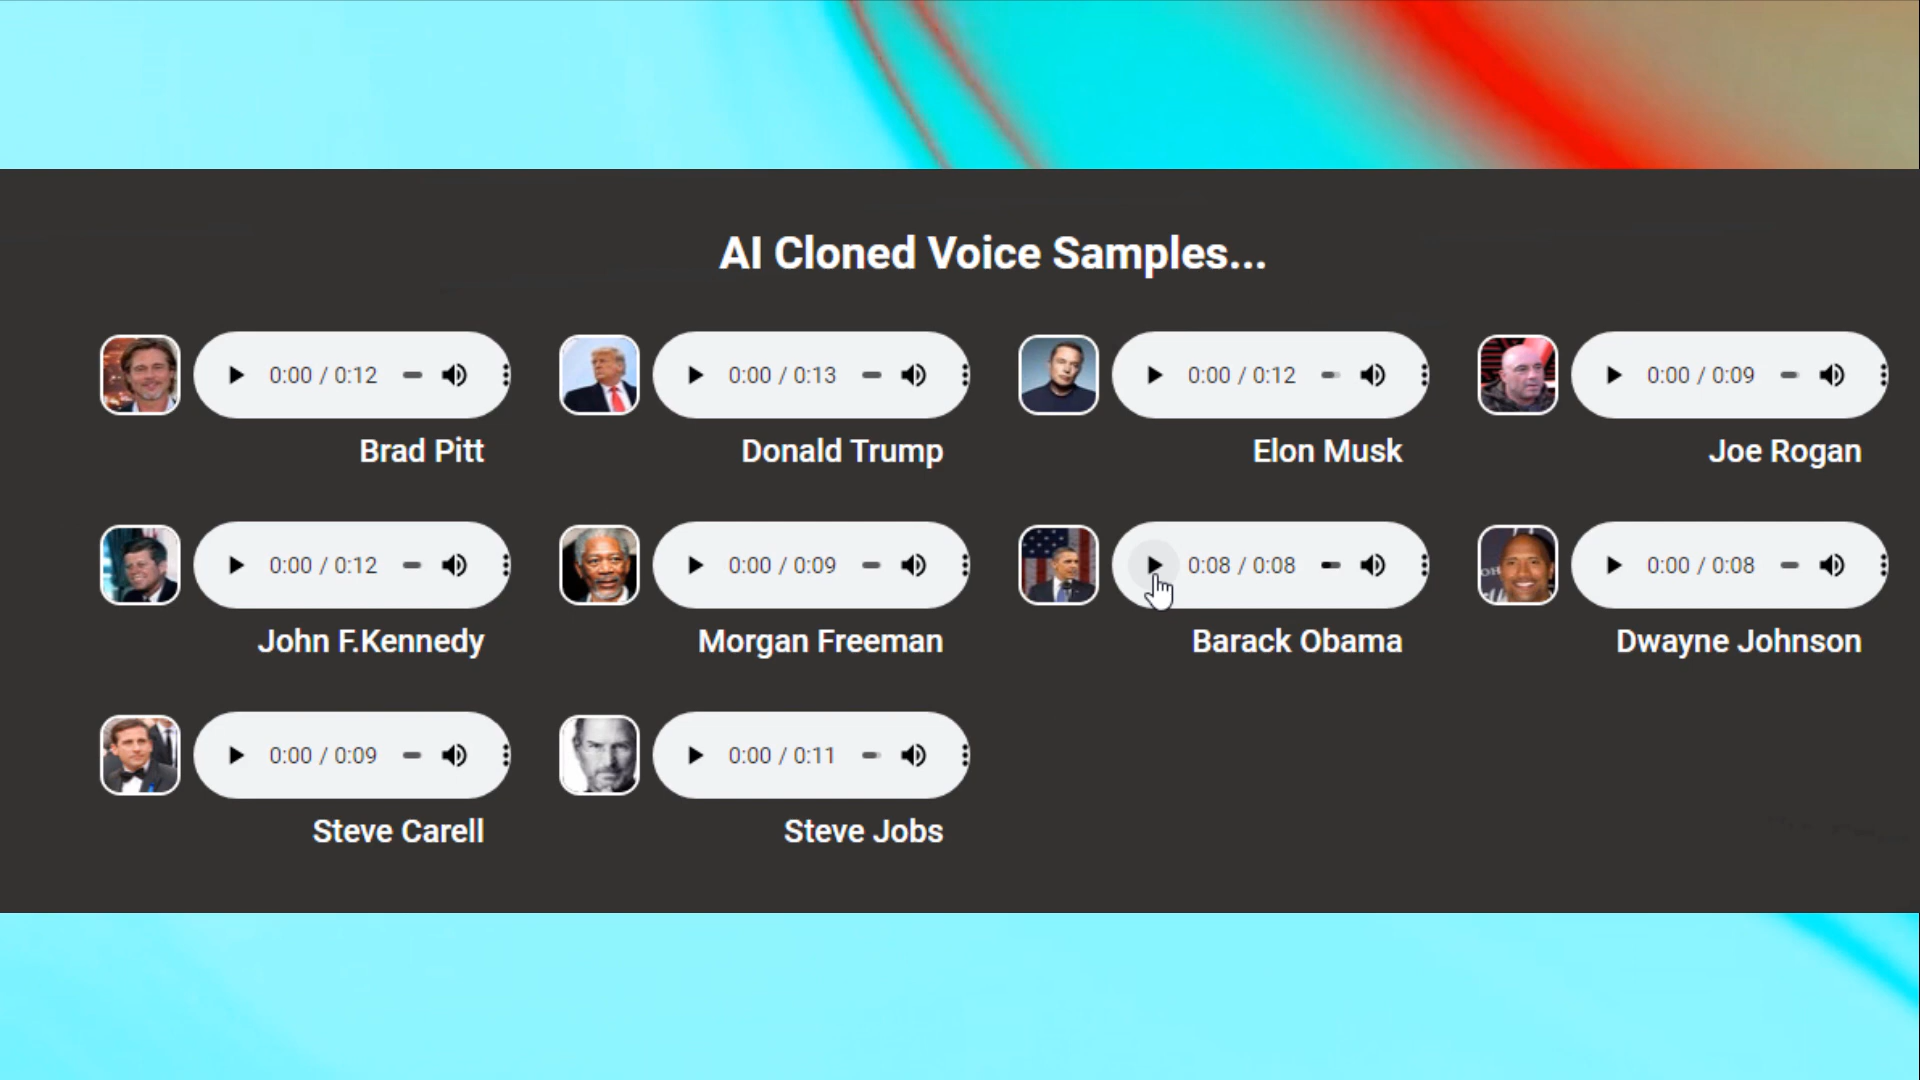 AI Cloned Voice Samples...
0:00 / 0:12
0:00 / 0:13
0:00 / 0:12
0:00 / 0:09
Brad Pitt
Donald Trump
Elon Musk
Joe Rogan
0:00 / 0:12
0:00 / 0:09
0:08 / 0:08
0:00 / 0:08
John F.Kennedy
Morgan Freeman
Barack Obama
Dwayne Johnson
0:00 / 0:09
0:00 / 0:11
Steve Carell
Steve Jobs